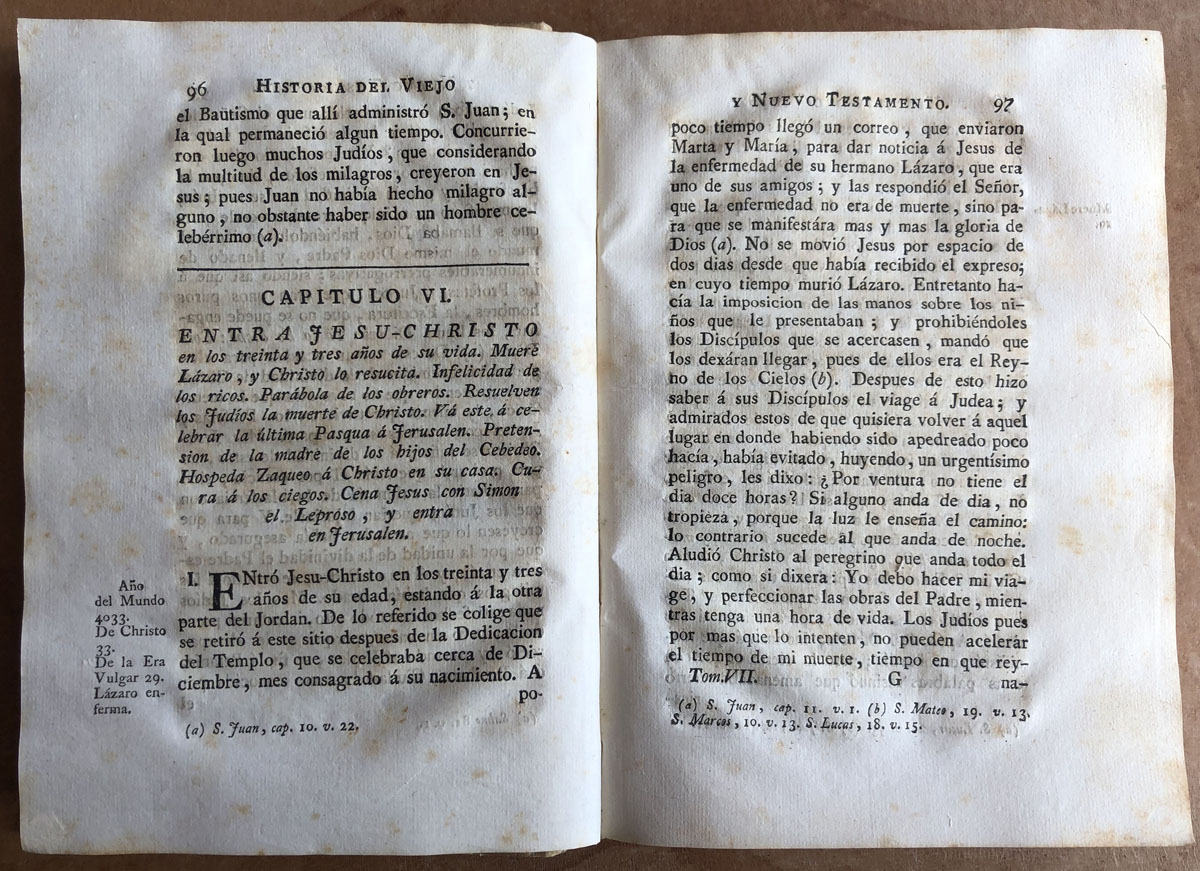 96 HISTORIA DEL VIEJO
el Bautismo que allí administró S. Juan; en
la qual permaneció algun tiempo. Concurrie-
ron luego muchos Judíos, que considerando
la multitud de los milagros, creyeron en Je-
sus; pues Juan no había hecho milagro al-
guno, no obstante haber sido un hombre ce-
lebérrimo (a).
CAPITULO VI.
ENTRA JESU-CHRISTO
en los treinta y tres años de su vida. Muere
Lázaro, y Christo lo resucita. Infelicidad de
los ricos. Parábola de los obreros. Resuelven
los Judíos la muerte de Christo. Vá este á ce-
lebrar la última Pasqua á Jerusalen. Preten-
sion de la madre de los hijos del Cebedeo.
Hospeda Zaqueo á Christo en su casa. Cu-
ra á los ciegos. Cena Jesus con Simon
el Leproso, y entra
en Jerusalen.
I. ENtró Jesu-Christo en los treinta y tres
años de su edad, estando á la otra
parte del Jordan. De lo referido se colige que
se retiró á este sitio despues de la Dedicacion
del Templo, que se celebraba cerca de Di-
ciembre, mes consagrado á su nacimiento. A
po-
Año
del Mundo
4033.
De Christo
33.
De la Era
Vulgar 29.
Lázaro en-
ferma.
(a) S. Juan, cap. 10. v. 22.
Y NUEVO TESTAMENTO. 97
poco tiempo llegó un correo, que enviaron
Marta y María, para dar noticia á Jesus de
la enfermedad de su hermano Lázaro, que era
uno de sus amigos; y las respondió el Señor,
que la enfermedad no era de muerte, sino pa-
ra que se manifestára mas y mas la gloria de
Dios (a). No se movió Jesus por espacio de
dos dias desde que había recibido el expreso;
en cuyo tiempo murió Lázaro. Entretanto ha-
cía la imposicion de las manos sobre los ni-
ños que le presentaban; y prohibiéndoles
los Discípulos que se acercasen, mandó que
los dexáran llegar, pues de ellos era el Rey-
no de los Cielos (b). Despues de esto hizo
saber á sus Discípulos el viage á Judea; y
admirados estos de que quisiera volver á aquel
lugar en donde habiendo sido apedreado poco
hacía, había evitado, huyendo, un urgentísimo
peligro, les dixo: ¿Por ventura no tiene el
dia doce horas? Si alguno anda de dia, no
tropieza, porque la luz le enseña el camino:
lo contrario sucede al que anda de noche.
Aludió Christo al peregrino que anda todo el
dia; como si dixera: Yo debo hacer mi via-
ge, y perfeccionar las obras del Padre, mien-
tras tenga una hora de vida. Los Judíos pues
por mas que lo intenten, no pueden acelerar
el tiempo de mi muerte, tiempo en que rey-
Tom. VII. G na-
(a) S. Juan, cap. 11. v. 1. (b) S. Mateo, 19. v. 13.
S. Marcos, 10. v. 13. S. Lucas, 18. v. 15.